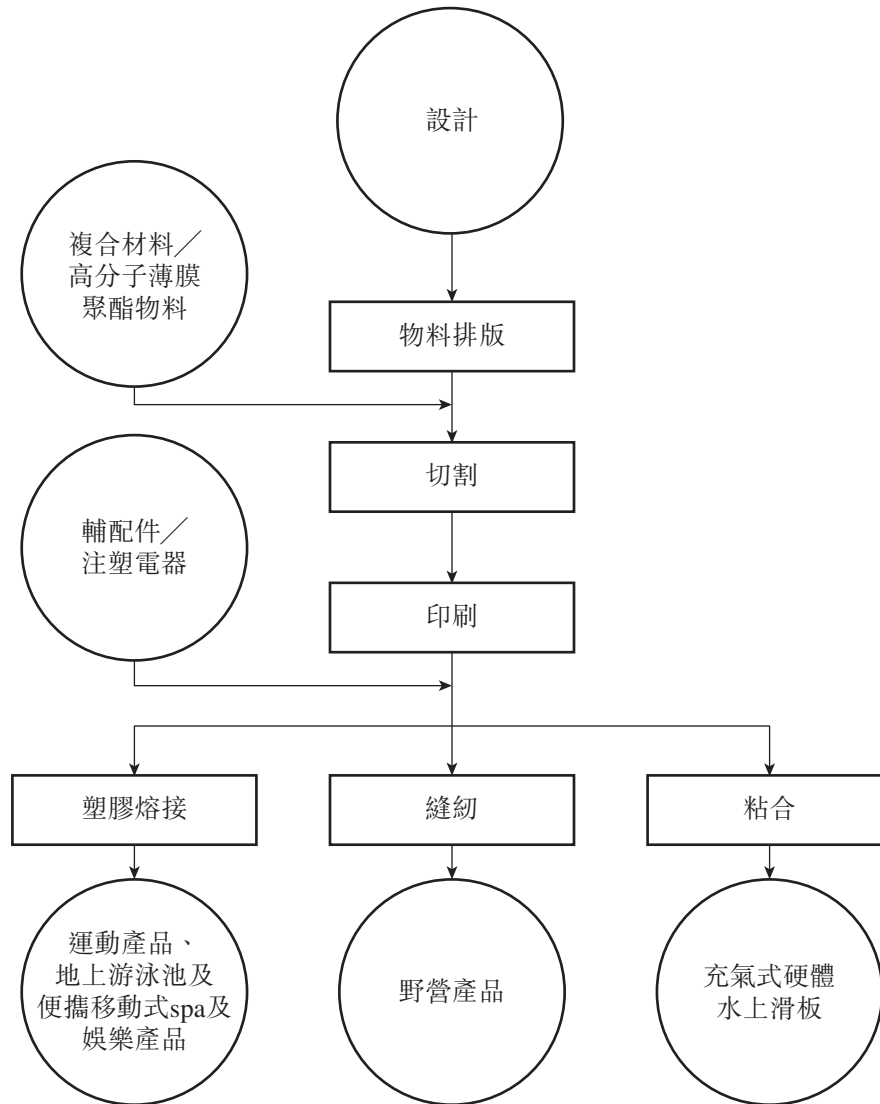 設計
複合材料／
高分子薄膜
聚酯物料
物料排版
切割
輔配件／
注塑電器
印刷
塑膠熔接
縫紉
粘合
運動產品、
地上游泳池及
便攜移動式spa及
娛樂產品
野營產品
充氣式硬體
水上滑板